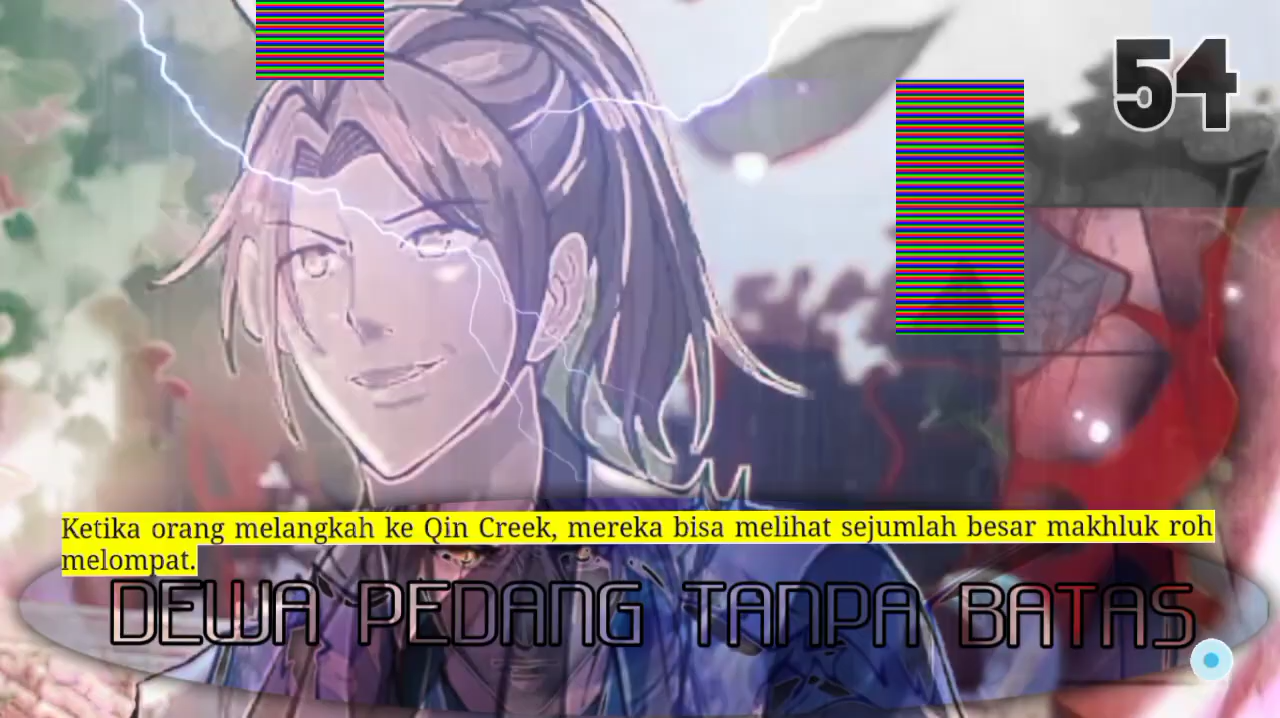 54
Ketika orang melangkah ke Qin Creek, mereka bisa melihat sejumlah besar makhluk roh
melompat.
DEWA PEDANG TANPA BATAS